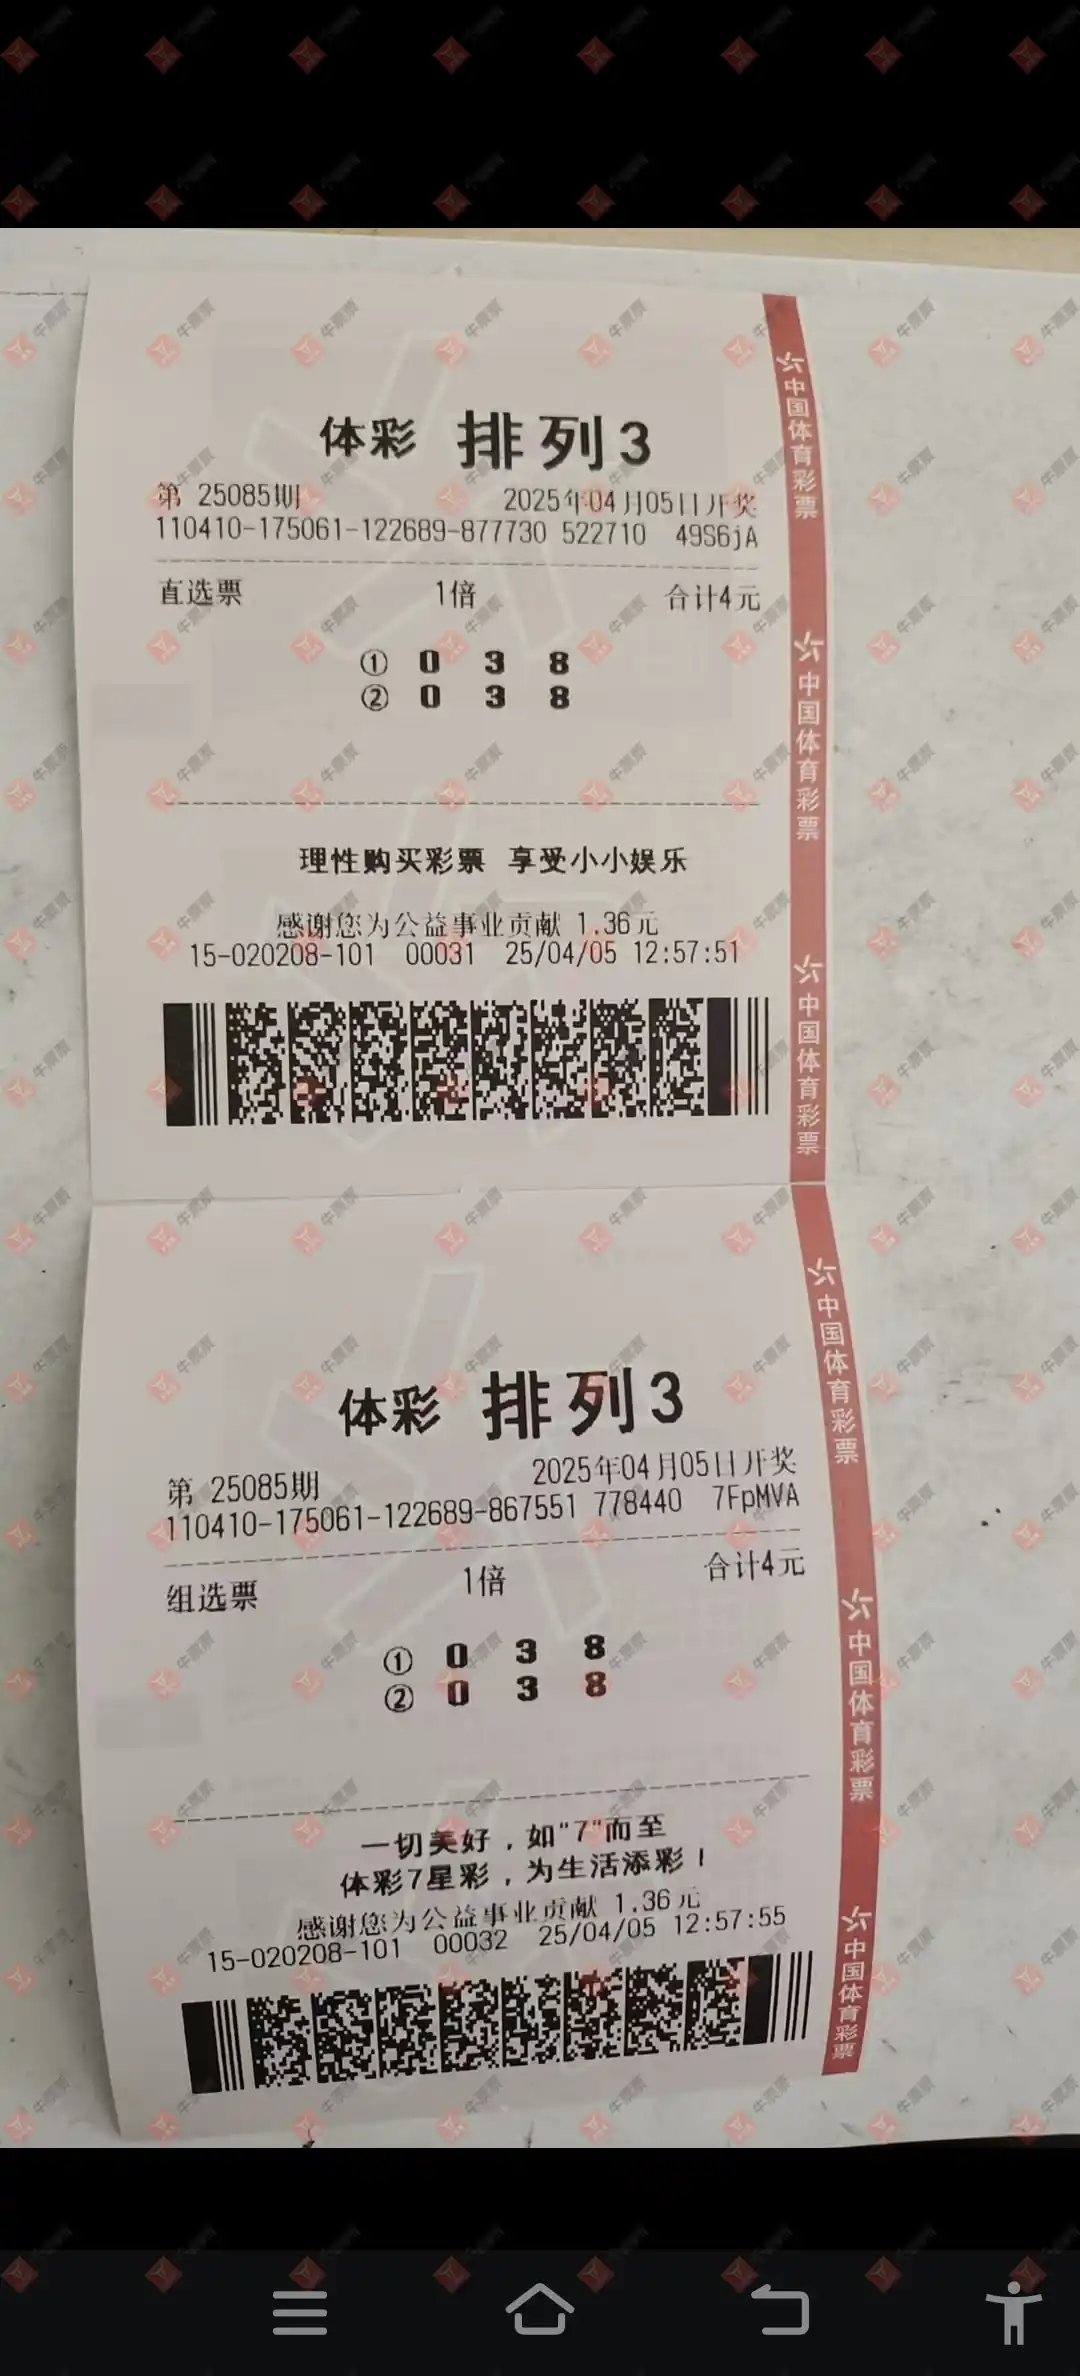 体彩 排列3
第 25085期 2025年04月05日开奖
110410-175061-122689-877730 522710 49S6jA
直选票 1倍 合计4元
① 0 3 8
② 0 3 8
理性购买彩票 享受小小娱乐
感谢您为公益事业贡献 1.36元
15-020208-101 00031 25/04/05 12:57:51
中国体育彩票
中国体育彩票
中国体育彩票
体彩 排列3
第 25085期 2025年04月05日开奖
110410-175061-122689-867551 778440 7FpMVA
组选票 1倍 合计4元
① 0 3 8
② 0 3 8
一切美好，如“7”而至
体彩7星彩，为生活添彩！
感谢您为公益事业贡献 1.36元
15-020208-101 00032 25/04/05 12:57:55
中国体育彩票
中国体育彩票
中国体育彩票